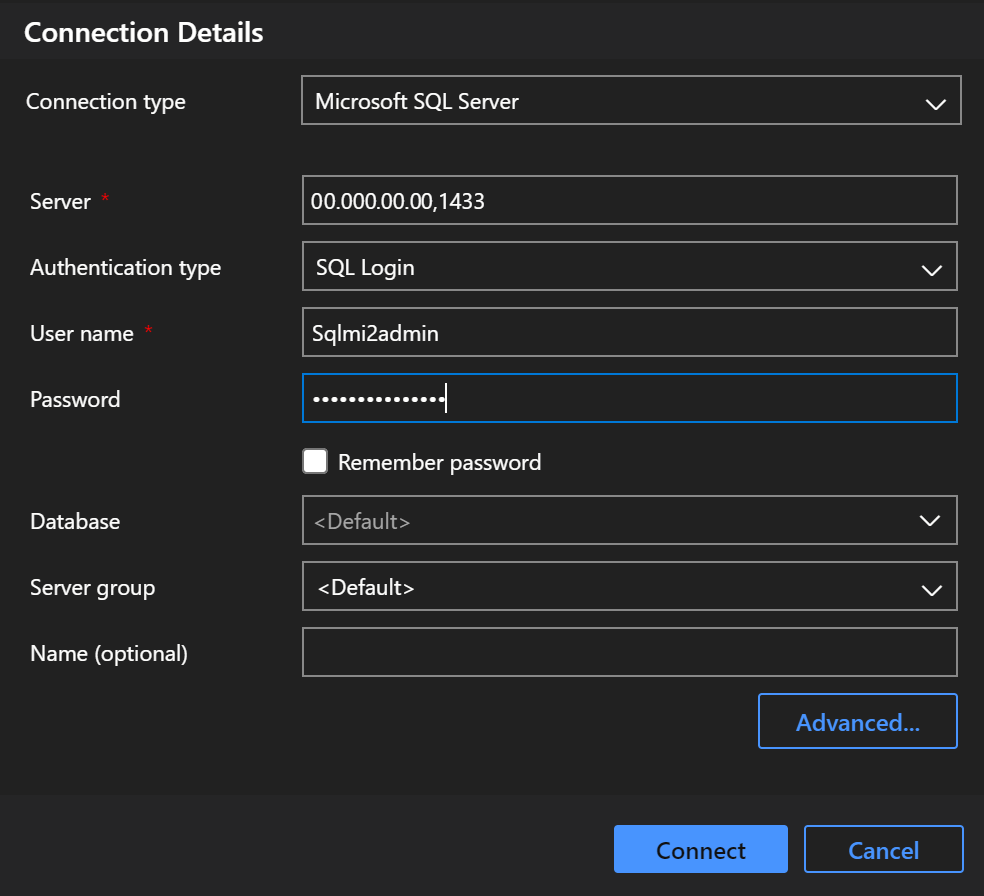 Connection Details
Connection type Microsoft SQL Server
Server * 00.000.00.00,1433
Authentication type SQL Login
User name * Sqlmi2admin
Password •••••••••••••••
Remember password
Database <Default>
Server group <Default>
Name (optional)
Advanced...
Connect Cancel